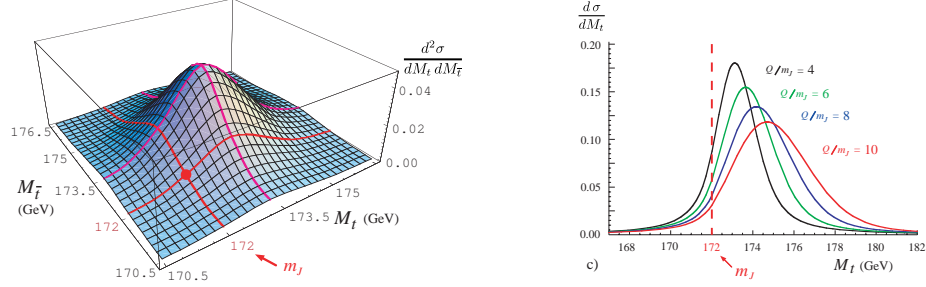 d²σ
dM_t dM_t̄
0.04
0.02
0.00
176.5
175
173.5
172
170.5
M_t̄
(GeV)
170.5
172
173.5
175
M_t (GeV)
m_J
dσ
dM_t
0.20
0.15
0.10
0.05
0.00
Q/m_J = 4
Q/m_J = 6
Q/m_J = 8
Q/m_J = 10
168 170 172 174 176 178 180 182
c)
m_J
M_t (GeV)